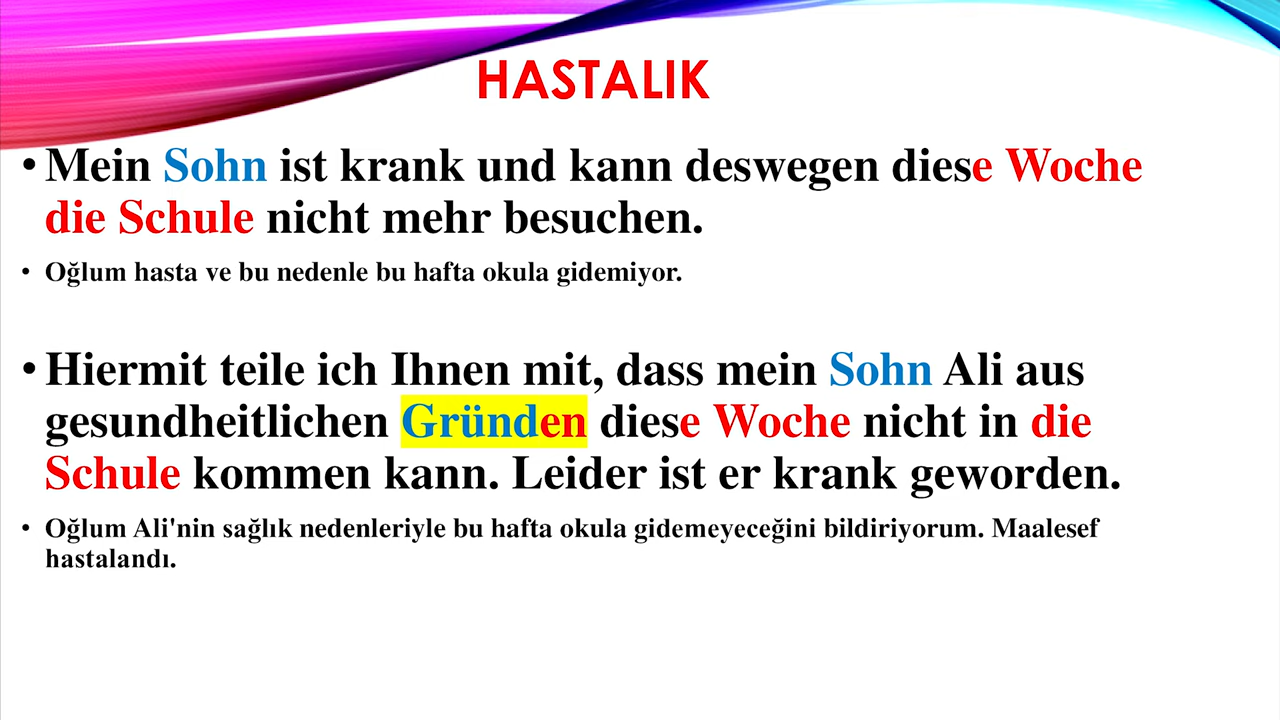 HASTALIK
• Mein Sohn ist krank und kann deswegen diese Woche
die Schule nicht mehr besuchen.
• Oğlum hasta ve bu nedenle bu hafta okula gidemiyor.
• Hiermit teile ich Ihnen mit, dass mein Sohn Ali aus
gesundheitlichen Gründen diese Woche nicht in die
Schule kommen kann. Leider ist er krank geworden.
• Oğlum Ali'nin sağlık nedenleriyle bu hafta okula gidemeyeceğini bildiriyorum. Maalesef
hastalandı.